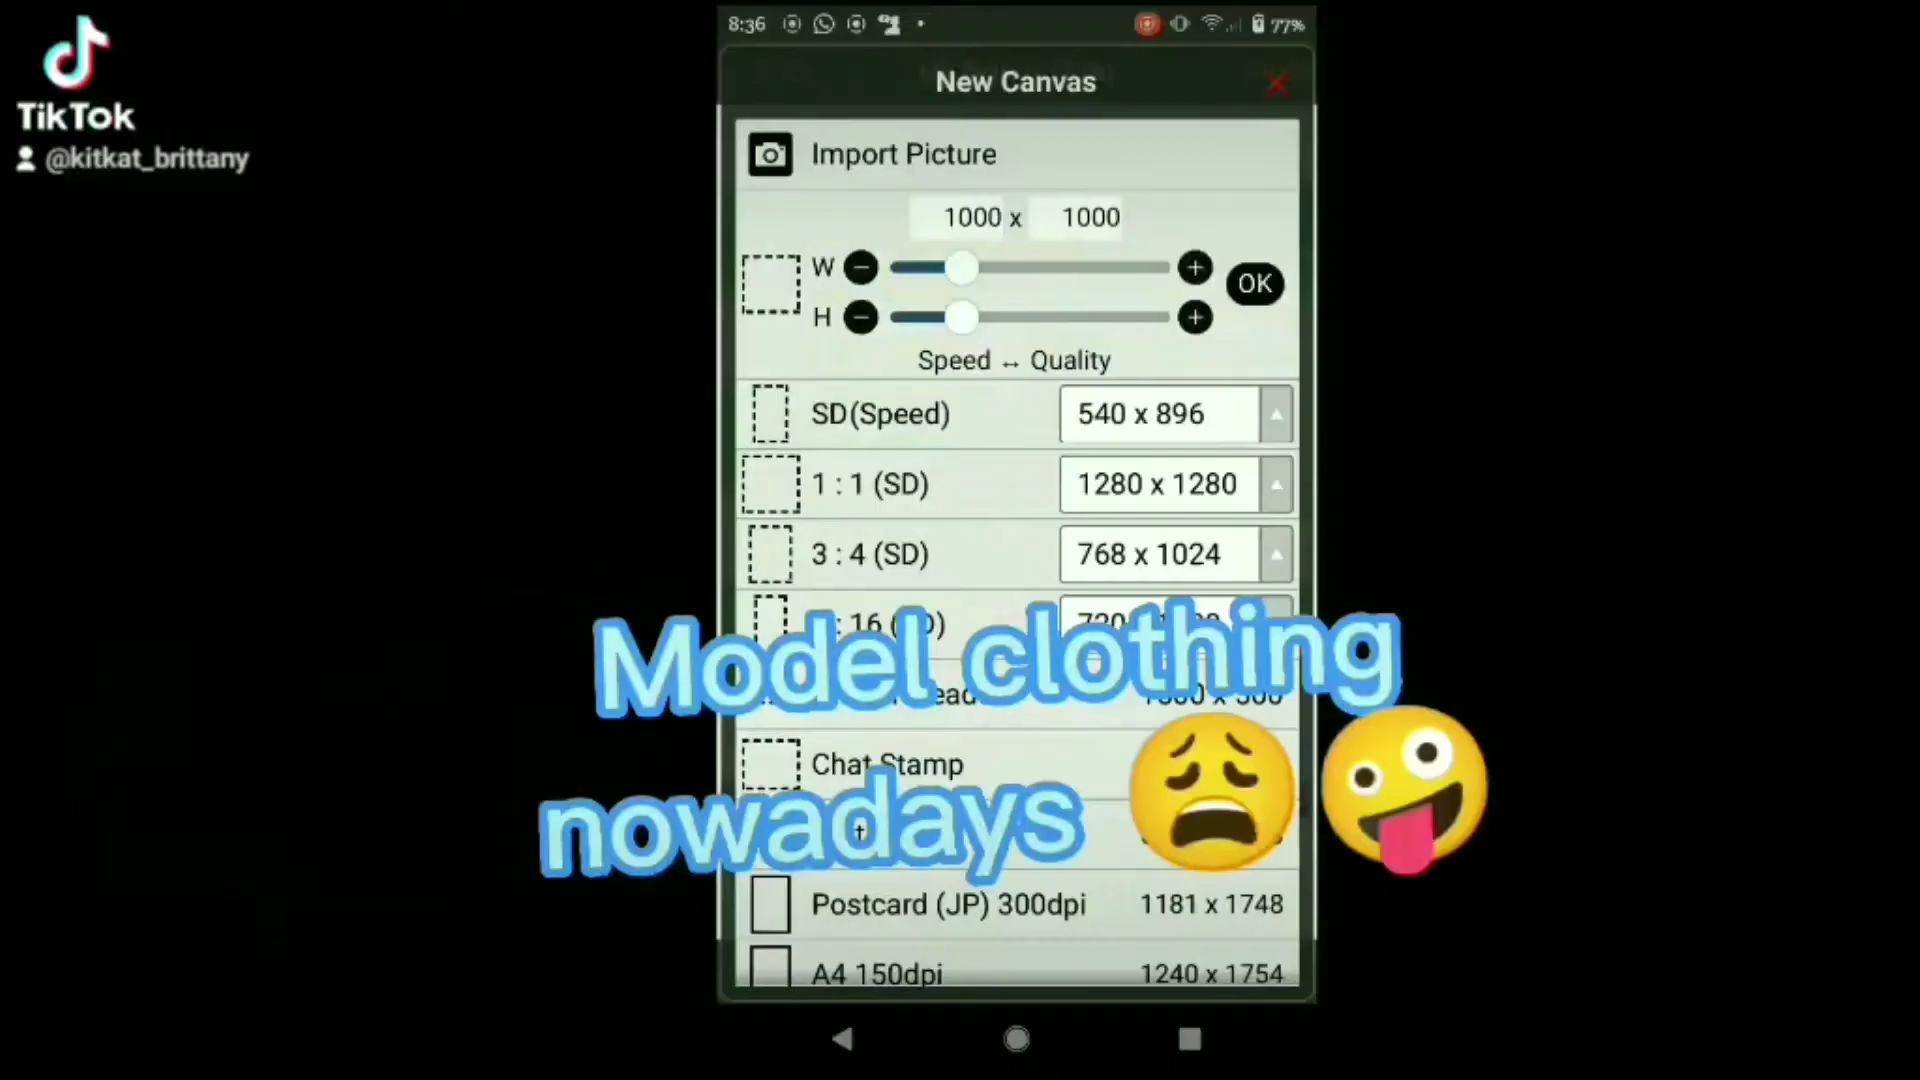 TikTok
@kitkat_brittany
8:36
77%
New Canvas
Import Picture
1000 x 1000
W
OK
H
Speed ↔ Quality
SD(Speed)
540 x 896
1 : 1 (SD)
1280 x 1280
3 : 4 (SD)
768 x 1024
: 16
Model clothing
Chat Stamp
nowadays 😩 🤪
Postcard (JP) 300dpi
1181 x 1748
A4 150dpi
1240 x 1754